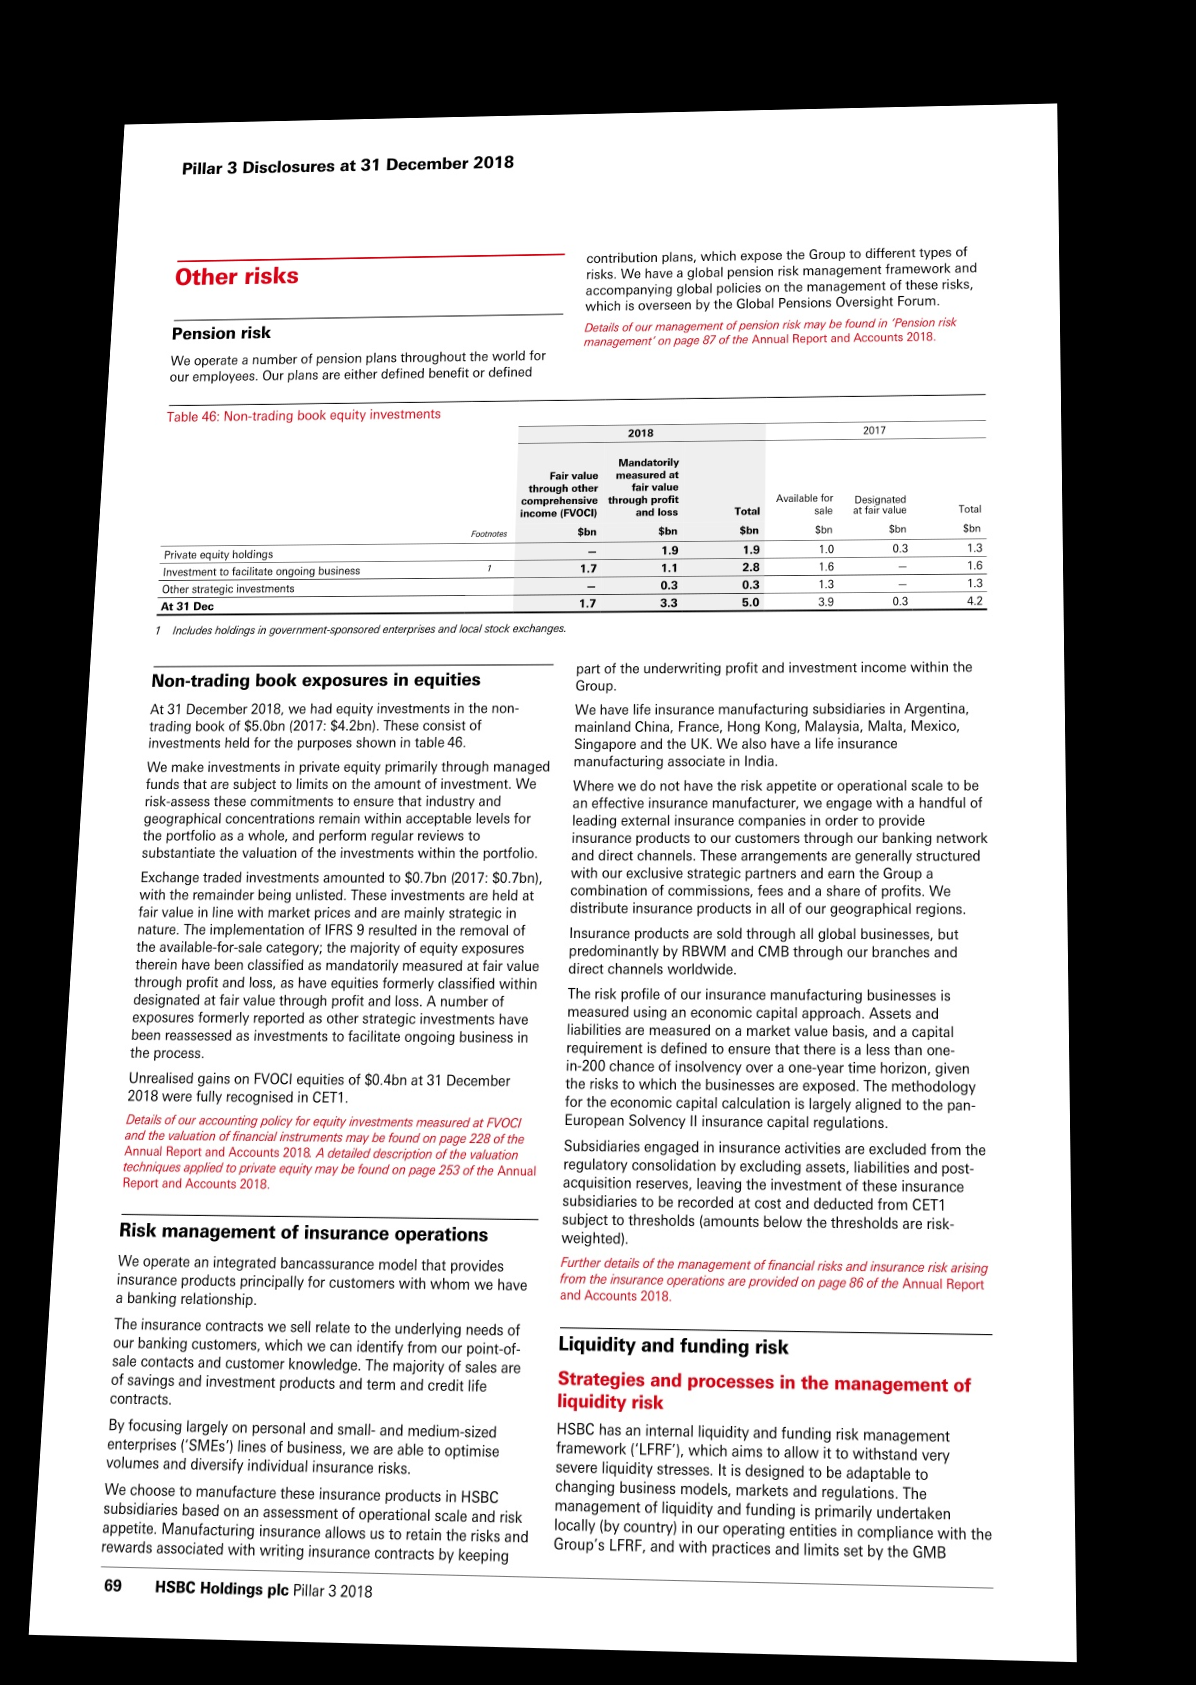 Pillar 3 Disclosures at 31 December 2018
Other risks
Pension risk
We operate a number of pension plans throughout the world for
our employees. Our plans are either defined benefit or defined
contribution plans, which expose the Group to different types of
risks. We have a global pension risk management framework and
accompanying global policies on the management of these risks,
which is overseen by the Global Pensions Oversight Forum.
Details of our management of pension risk may be found in 'Pension risk
management' on page 87 of the Annual Report and Accounts 2018.
Table 46: Non-trading book equity investments
2018 2017
Fair value through other comprehensive income (FVOCI) Mandatorily measured at fair value through profit and loss Total Available for sale Designated at fair value Total
Footnotes $bn $bn $bn $bn $bn $bn
Private equity holdings — 1.9 1.9 1.0 0.3 1.3
Investment to facilitate ongoing business 1 1.7 1.1 2.8 1.6 — 1.6
Other strategic investments — 0.3 0.3 1.3 — 1.3
At 31 Dec 1.7 3.3 5.0 3.9 0.3 4.2
1 Includes holdings in government-sponsored enterprises and local stock exchanges.
Non-trading book exposures in equities
At 31 December 2018, we had equity investments in the non-
trading book of $5.0bn (2017: $4.2bn). These consist of
investments held for the purposes shown in table 46.
We make investments in private equity primarily through managed
funds that are subject to limits on the amount of investment. We
risk-assess these commitments to ensure that industry and
geographical concentrations remain within acceptable levels for
the portfolio as a whole, and perform regular reviews to
substantiate the valuation of the investments within the portfolio.
Exchange traded investments amounted to $0.7bn (2017: $0.7bn),
with the remainder being unlisted. These investments are held at
fair value in line with market prices and are mainly strategic in
nature. The implementation of IFRS 9 resulted in the removal of
the available-for-sale category; the majority of equity exposures
therein have been classified as mandatorily measured at fair value
through profit and loss, as have equities formerly classified within
designated at fair value through profit and loss. A number of
exposures formerly reported as other strategic investments have
been reassessed as investments to facilitate ongoing business in
the process.
Unrealised gains on FVOCI equities of $0.4bn at 31 December
2018 were fully recognised in CET1.
Details of our accounting policy for equity investments measured at FVOCI
and the valuation of financial instruments may be found on page 228 of the
Annual Report and Accounts 2018. A detailed description of the valuation
techniques applied to private equity may be found on page 253 of the Annual
Report and Accounts 2018.
Risk management of insurance operations
We operate an integrated bancassurance model that provides
insurance products principally for customers with whom we have
a banking relationship.
The insurance contracts we sell relate to the underlying needs of
our banking customers, which we can identify from our point-of-
sale contacts and customer knowledge. The majority of sales are
of savings and investment products and term and credit life
contracts.
By focusing largely on personal and small- and medium-sized
enterprises ('SMEs') lines of business, we are able to optimise
volumes and diversify individual insurance risks.
We choose to manufacture these insurance products in HSBC
subsidiaries based on an assessment of operational scale and risk
appetite. Manufacturing insurance allows us to retain the risks and
rewards associated with writing insurance contracts by keeping
part of the underwriting profit and investment income within the
Group.
We have life insurance manufacturing subsidiaries in Argentina,
mainland China, France, Hong Kong, Malaysia, Malta, Mexico,
Singapore and the UK. We also have a life insurance
manufacturing associate in India.
Where we do not have the risk appetite or operational scale to be
an effective insurance manufacturer, we engage with a handful of
leading external insurance companies in order to provide
insurance products to our customers through our banking network
and direct channels. These arrangements are generally structured
with our exclusive strategic partners and earn the Group a
combination of commissions, fees and a share of profits. We
distribute insurance products in all of our geographical regions.
Insurance products are sold through all global businesses, but
predominantly by RBWM and CMB through our branches and
direct channels worldwide.
The risk profile of our insurance manufacturing businesses is
measured using an economic capital approach. Assets and
liabilities are measured on a market value basis, and a capital
requirement is defined to ensure that there is a less than one-
in-200 chance of insolvency over a one-year time horizon, given
the risks to which the businesses are exposed. The methodology
for the economic capital calculation is largely aligned to the pan-
European Solvency II insurance capital regulations.
Subsidiaries engaged in insurance activities are excluded from the
regulatory consolidation by excluding assets, liabilities and post-
acquisition reserves, leaving the investment of these insurance
subsidiaries to be recorded at cost and deducted from CET1
subject to thresholds (amounts below the thresholds are risk-
weighted).
Further details of the management of financial risks and insurance risk arising
from the insurance operations are provided on page 86 of the Annual Report
and Accounts 2018.
Liquidity and funding risk
Strategies and processes in the management of
liquidity risk
HSBC has an internal liquidity and funding risk management
framework ('LFRF'), which aims to allow it to withstand very
severe liquidity stresses. It is designed to be adaptable to
changing business models, markets and regulations. The
management of liquidity and funding is primarily undertaken
locally (by country) in our operating entities in compliance with the
Group's LFRF, and with practices and limits set by the GMB
69 HSBC Holdings plc Pillar 3 2018